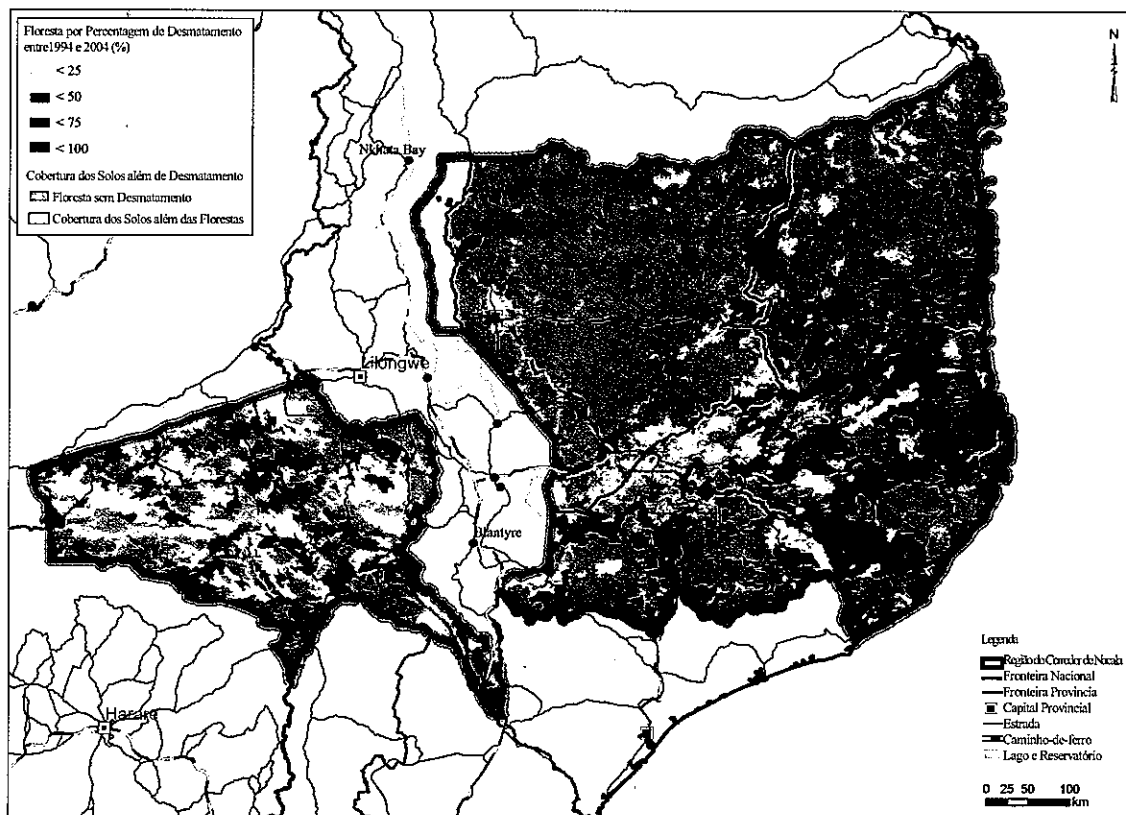 Floresta por Percentagem de Desmatamento
entre1994 e 2004 (%)
< 25
< 50
< 75
< 100
Cobertura dos Solos além de Desmatamento
Floresta sem Desmatamento
Cobertura dos Solos além das Florestas
N
Nkhata Bay
Lilongwe
Blantyre
Harare
Legenda
Região do Corredor de Nacala
Fronteira Nacional
Fronteira Provincia
Capital Provincial
Estrada
Caminho-de-ferro
Lago e Reservatório
0 25 50 100
km